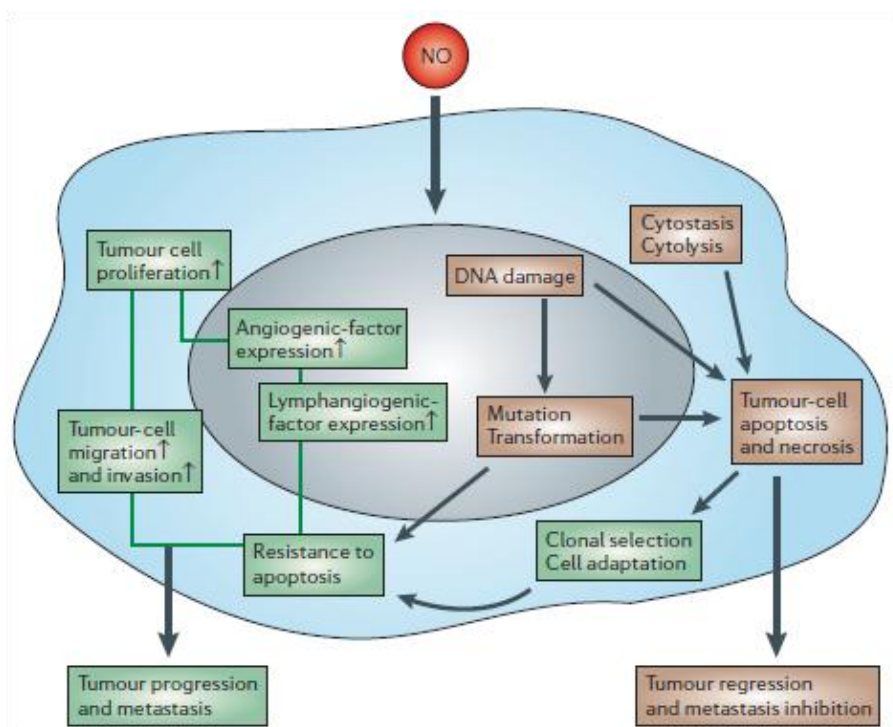 NO
Cytostasis
Cytolysis
Tumour cell
proliferation↑
DNA damage
Angiogenic-factor
expression↑
Lymphangiogenic-
factor expression↑
Mutation
Transformation
Tumour-cell
apoptosis
and necrosis
Tumour-cell
migration↑
and invasion↑
Resistance to
apoptosis
Clonal selection
Cell adaptation
Tumour progression
and metastasis
Tumour regression
and metastasis inhibition